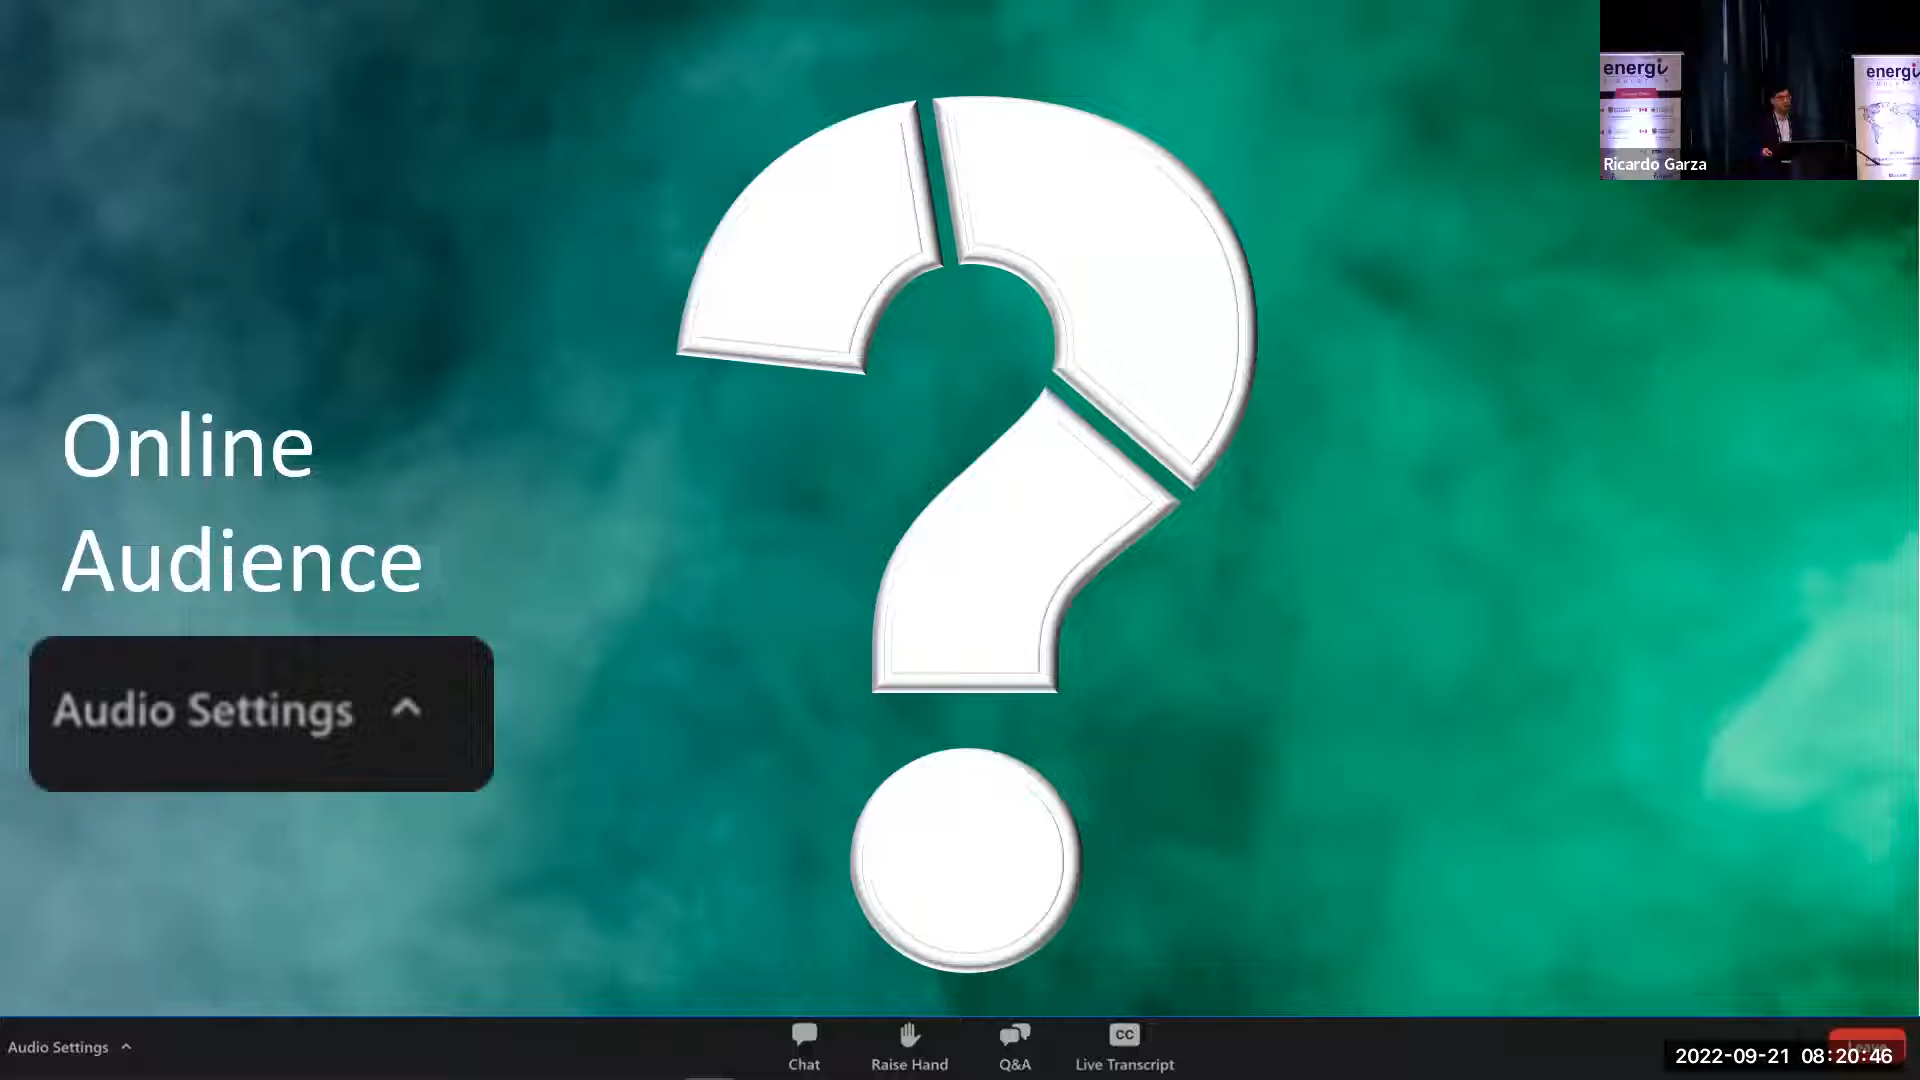 energi
energi
Ricardo Garza
Online
Audience
Audio Settings
Audio Settings
Chat
Raise Hand
CC
Q&A
Live Transcript
Leave
2022-09-21 08:20:46